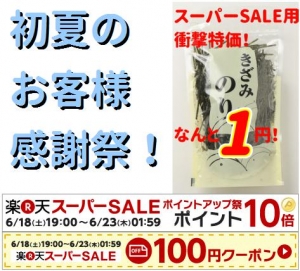 初夏の
お客様
感謝祭！
スーパーSALE用
衝撃特価！
きざみ
のり
なんと1円！
楽天スーパーSALE ポイントアップ祭
6/18(土)19:00～6/23(木)01:59 ポイント10倍
6/18(土)19:00～6/23(木)01:59
楽天スーパーSALE OFF 100円クーポン